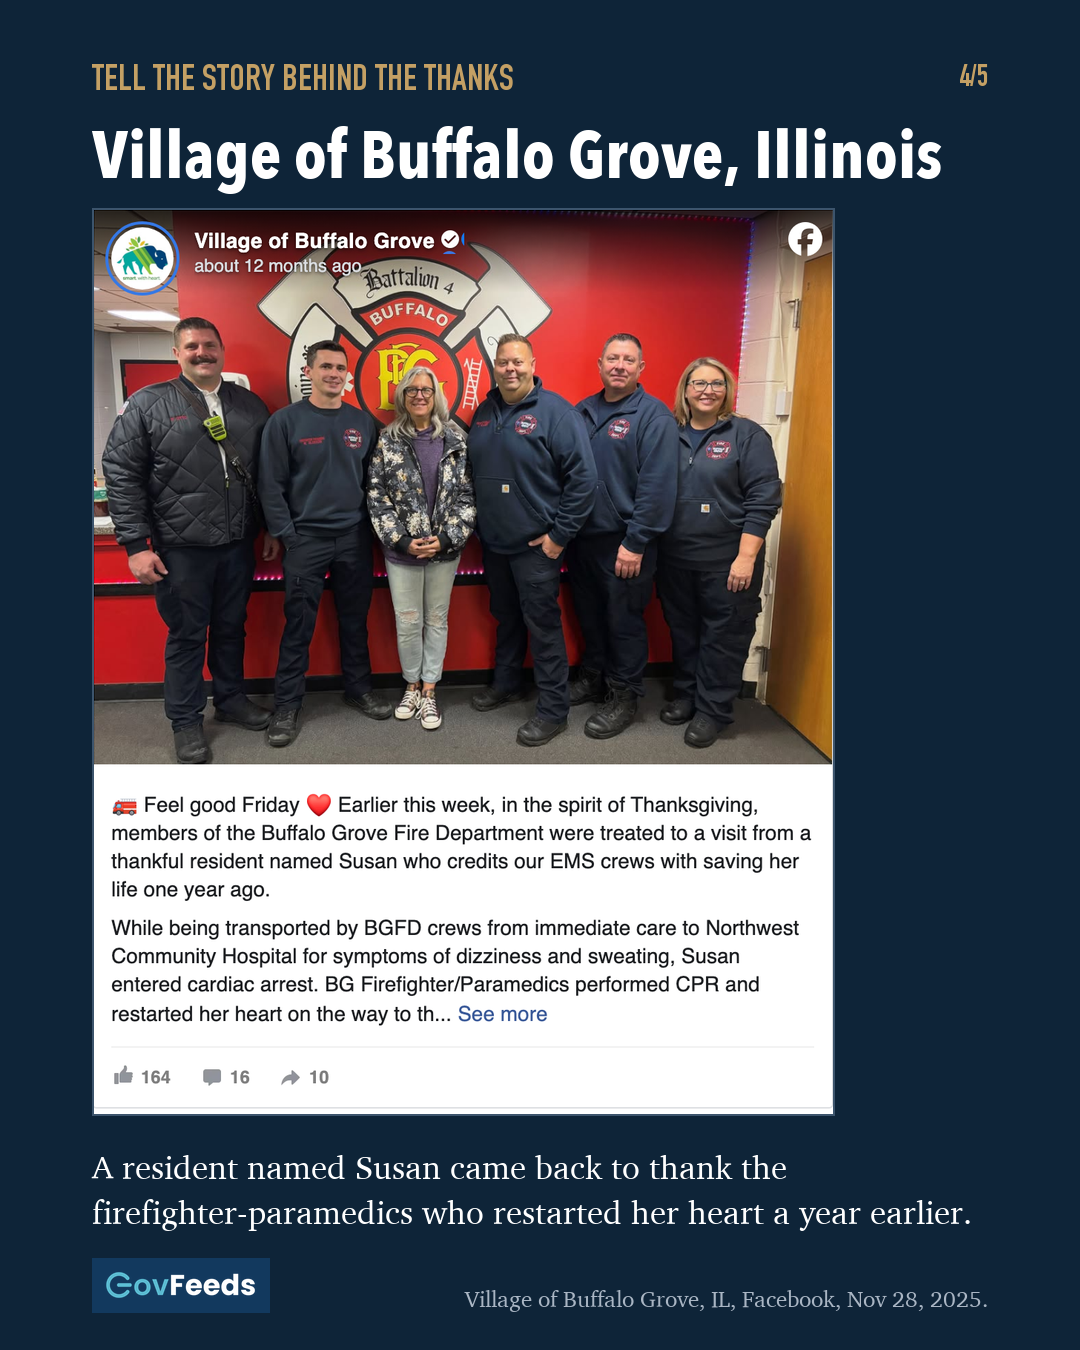 TELL THE STORY BEHIND THE THANKS
4/5
Village of Buffalo Grove, Illinois
Village of Buffalo Grove
about 12 months ago
Battalion 4
BUFFALO
🚒 Feel good Friday ❤️ Earlier this week, in the spirit of Thanksgiving,
members of the Buffalo Grove Fire Department were treated to a visit from a
thankful resident named Susan who credits our EMS crews with saving her
life one year ago.
While being transported by BGFD crews from immediate care to Northwest
Community Hospital for symptoms of dizziness and sweating, Susan
entered cardiac arrest. BG Firefighter/Paramedics performed CPR and
restarted her heart on the way to th... See more
164 16 10
A resident named Susan came back to thank the
firefighter-paramedics who restarted her heart a year earlier.
GovFeeds
Village of Buffalo Grove, IL, Facebook, Nov 28, 2025.